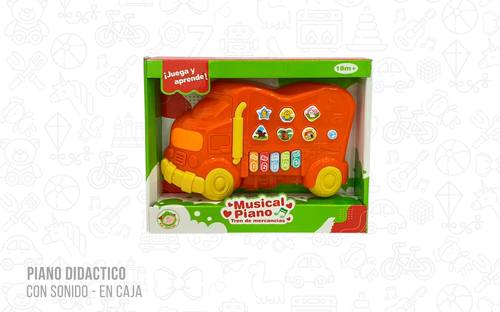 ¡Juega y
aprende!
18m+
Musical
Piano
Tren de mercancías
PIANO DIDACTICO
CON SONIDO - EN CAJA